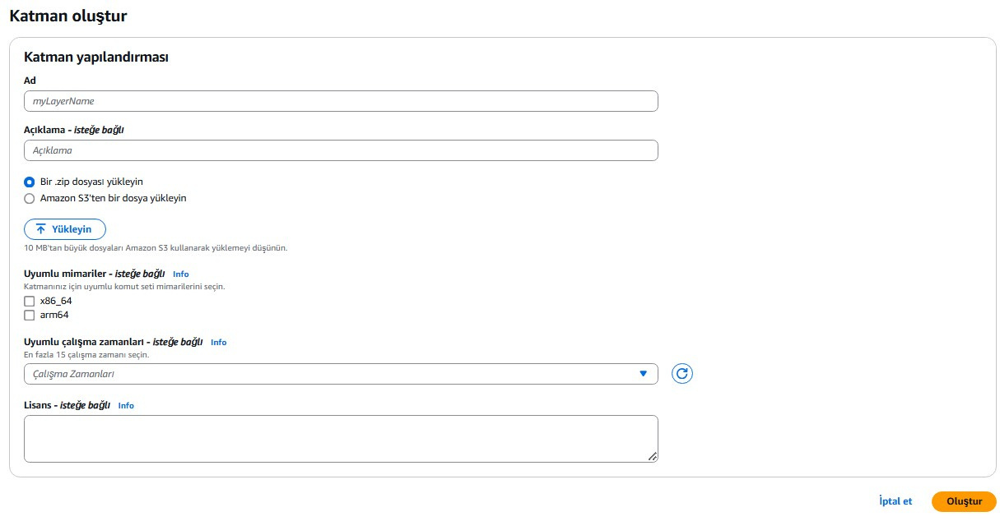 Katman oluştur
Katman yapılandırması
Ad
myLayerName
Açıklama - isteğe bağlı
Açıklama
Bir .zip dosyası yükleyin
Amazon S3'ten bir dosya yükleyin
Yükleyin
10 MB'tan büyük dosyaları Amazon S3 kullanarak yüklemeyi düşünün.
Uyumlu mimariler - isteğe bağlı Info
Katmanınız için uyumlu komut seti mimarilerini seçin.
x86_64
arm64
Uyumlu çalışma zamanları - isteğe bağlı Info
En fazla 15 çalışma zamanı seçin.
Çalışma Zamanları
Lisans - isteğe bağlı Info
İptal et Oluştur